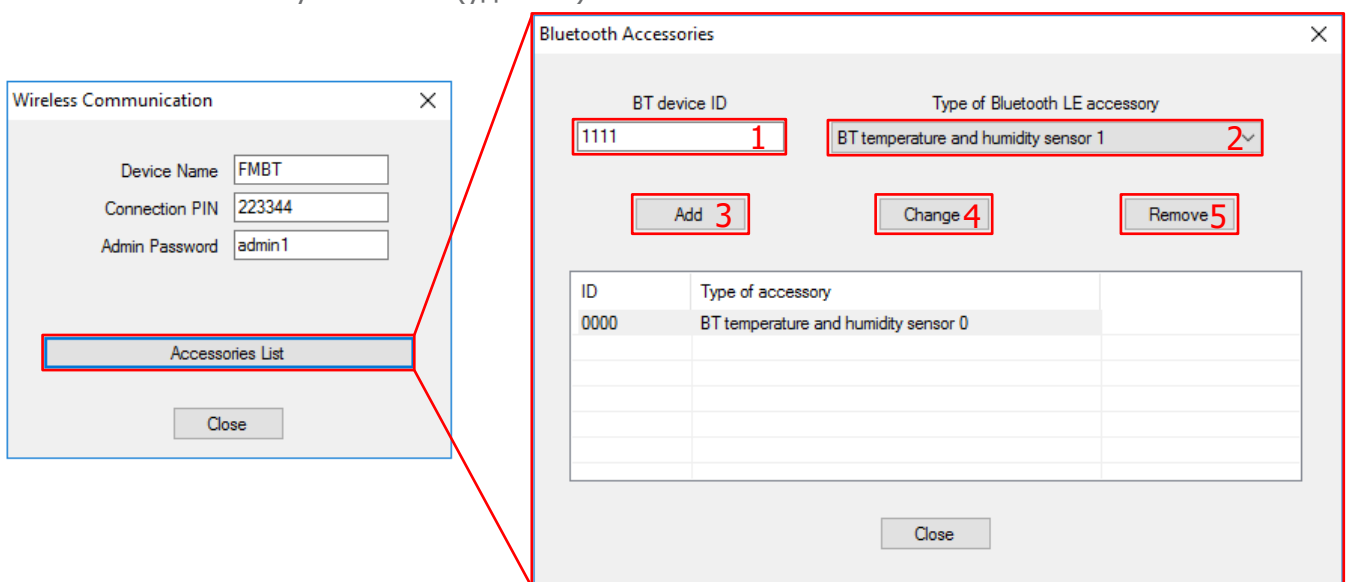 Wireless Communication
Device Name FMBT
Connection PIN 223344
Admin Password admin1
Accessories List
Close
Bluetooth Accessories
BT device ID Type of Bluetooth LE accessory
1111 1 BT temperature and humidity sensor 1 2
Add 3 Change 4 Remove 5
ID Type of accessory
0000 BT temperature and humidity sensor 0
Close